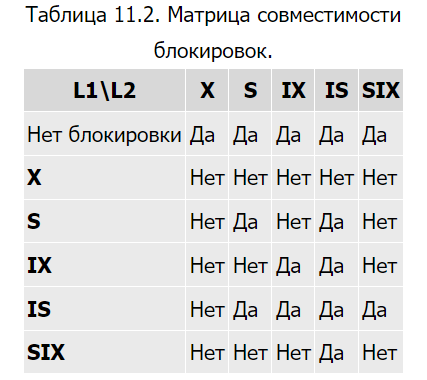 Таблица 11.2. Матрица совместимости
блокировок.
L1\L2 X S IX IS SIX
Нет блокировки Да Да Да Да Да
X Нет Нет Нет Нет Нет
S Нет Да Нет Да Нет
IX Нет Нет Да Да Нет
IS Нет Да Да Да Да
SIX Нет Нет Нет Да Нет